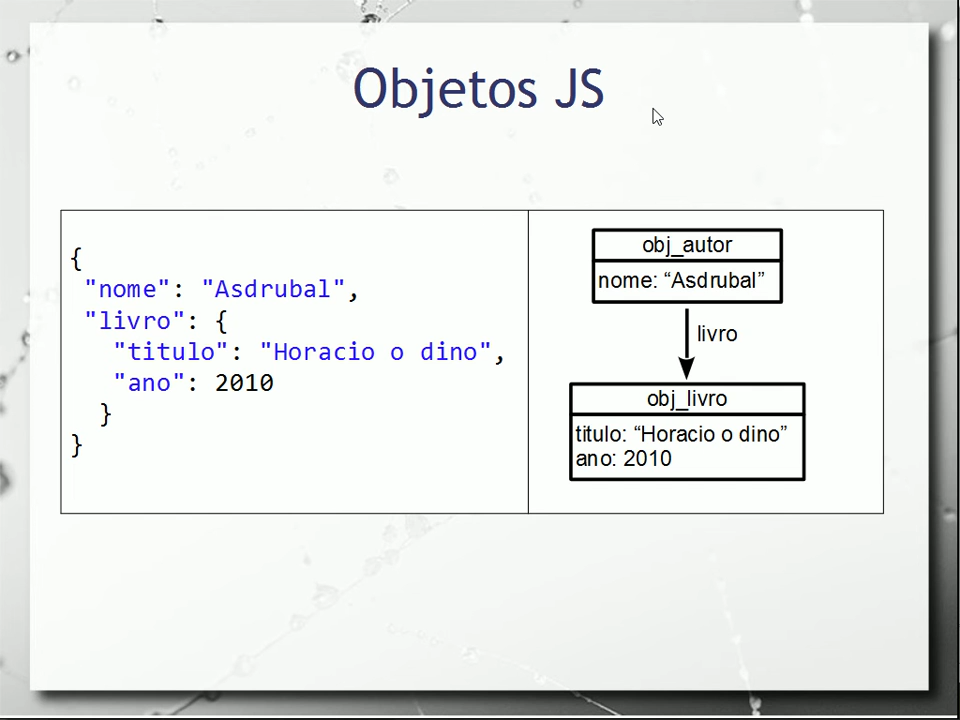 Objetos JS
{
"nome": "Asdrubal",
"livro": {
"titulo": "Horacio o dino",
"ano": 2010
}
}
obj_autor
nome: “Asdrubal”
livro
obj_livro
titulo: “Horacio o dino”
ano: 2010